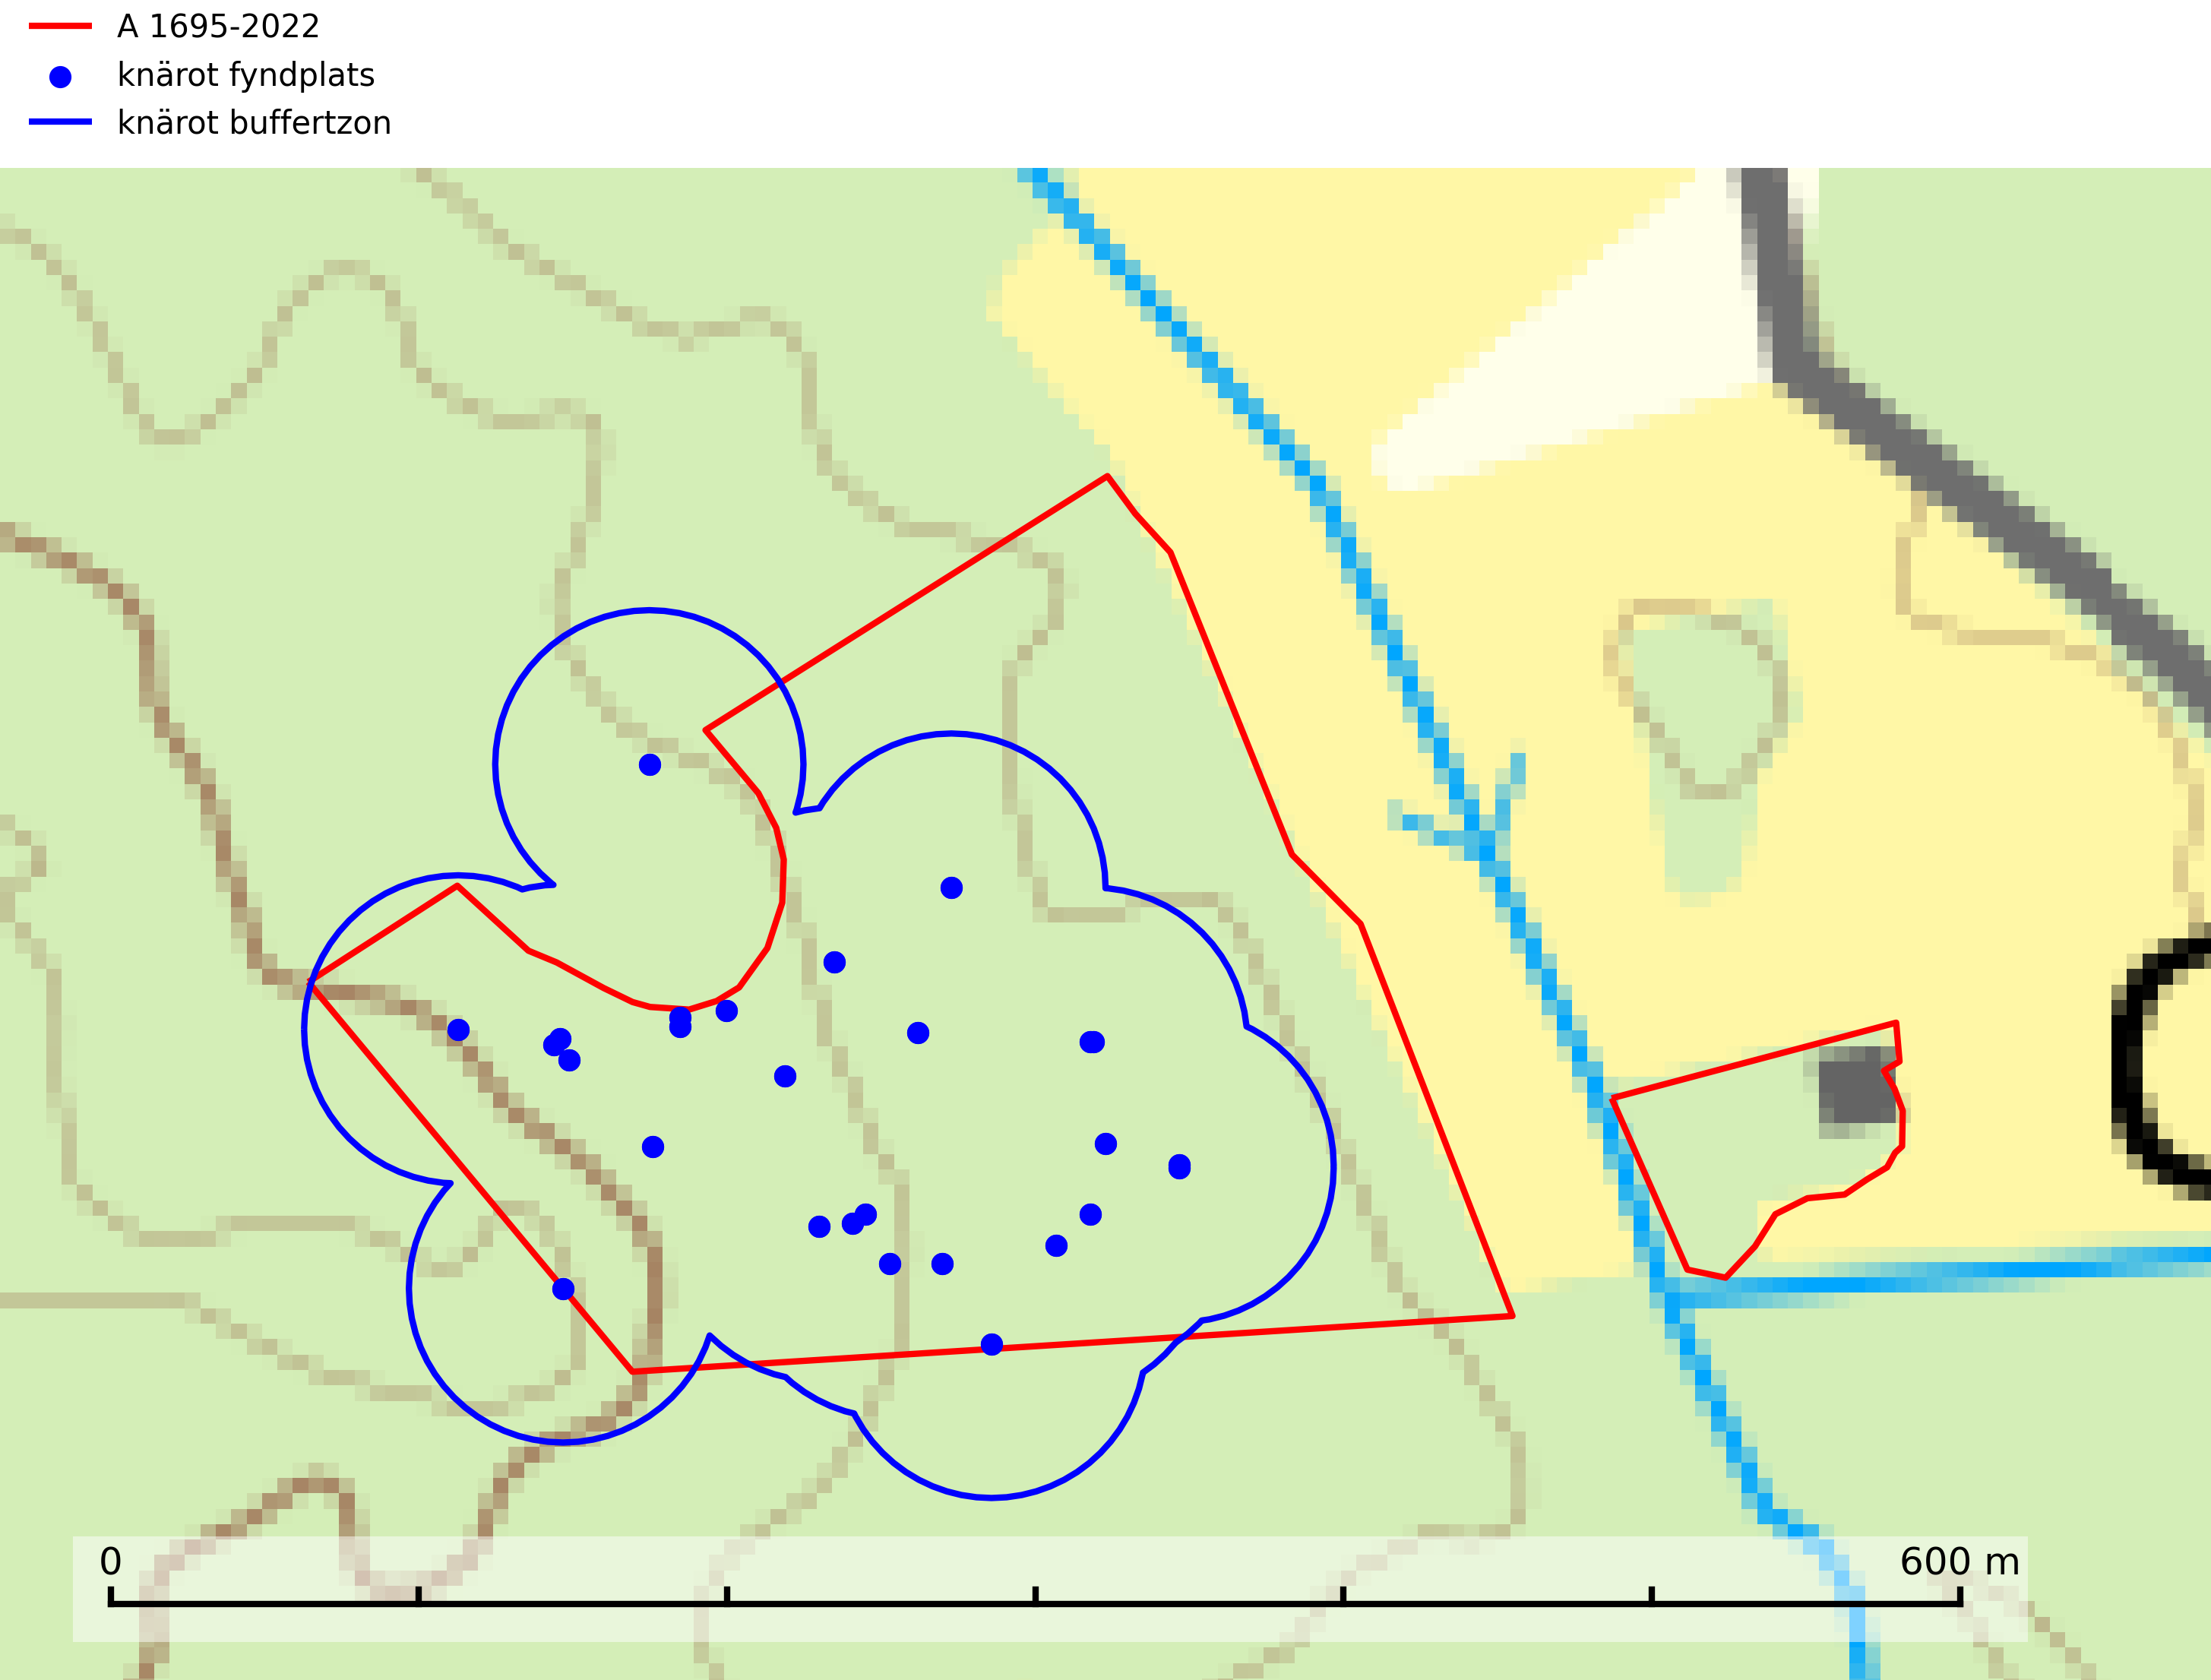 A 1695-2022
knärot fyndplats
knärot buffertzon
0
600 m